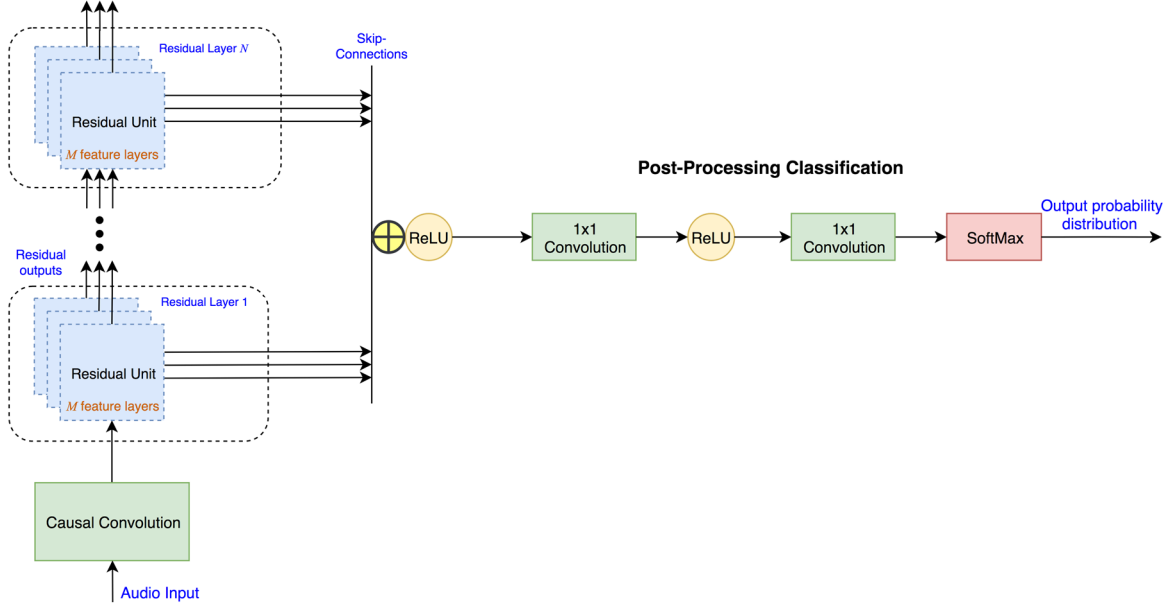 Residual Layer N
Skip-
Connections
Residual Unit
M feature layers
Post-Processing Classification
ReLU
1x1
Convolution
ReLU
1x1
Convolution
SoftMax
Output probability
distribution
Residual
outputs
Residual Layer 1
Residual Unit
M feature layers
Causal Convolution
Audio Input